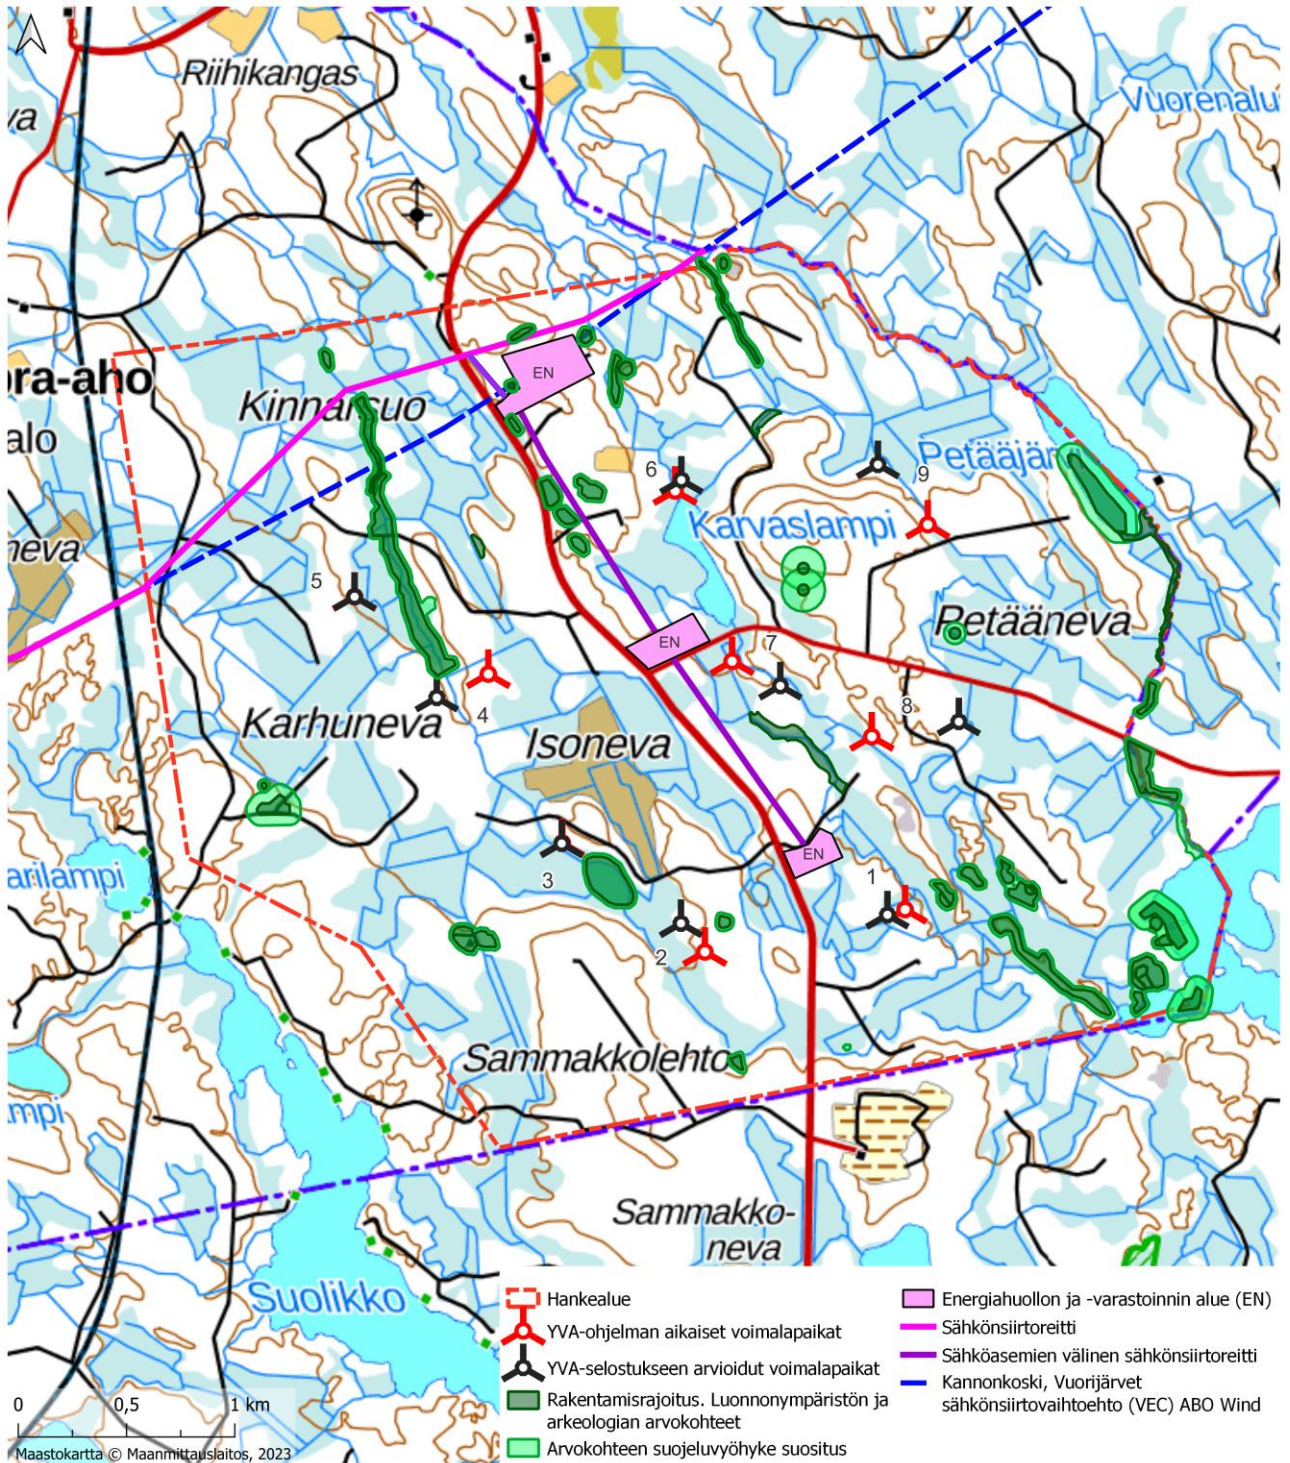 Riihikangas
Vuorenalu
va
ora-aho
alo
Kinnarsuo
EN
Petääjärvi
6
9
Karvaslampi
neva
5
Petääneva
EN
7
4
8
Karhuneva
Isoneva
EN
arilampi
3
1
2
Sammakkolehto
mpi
Sammakko-
neva
Suolikko
Hankealue
YVA-ohjelman aikaiset voimalapaikat
YVA-selostukseen arvioidut voimalapaikat
Rakentamisrajoitus. Luonnonympäristön ja
arkeologian arvokohteet
Arvokohteen suojeluvyöhyke suositus
Energiahuollon ja -varastoinnin alue (EN)
Sähkönsiirtoreitti
Sähköasemien välinen sähkönsiirtoreitti
Kannonkoski, Vuorijärvet
sähkönsiirtovaihtoehto (VEC) ABO Wind
0 0,5 1 km
Maastokartta © Maanmittauslaitos, 2023